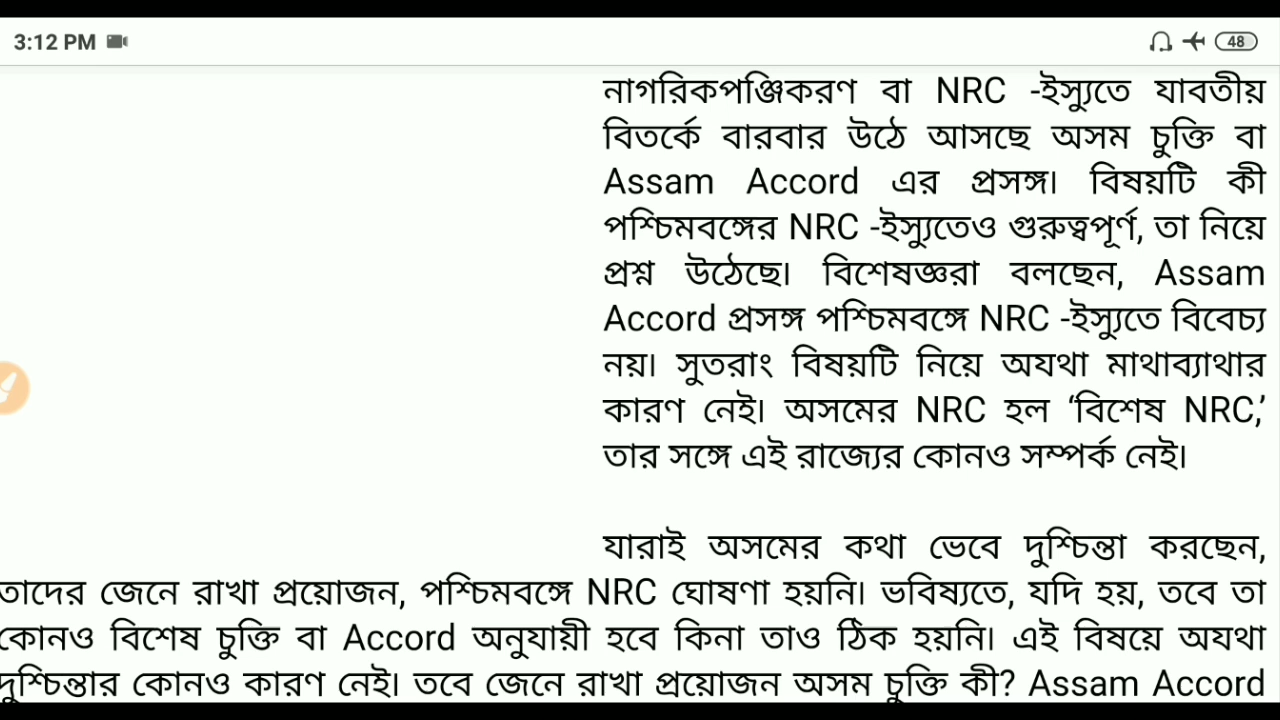 3:12 PM
48
নাগরিকপঞ্জিকরণ বা NRC -ইস্যুতে যাবতীয়
বিতর্কে বারবার উঠে আসছে অসম চুক্তি বা
Assam Accord এর প্রসঙ্গ। বিষয়টি কী
পশ্চিমবঙ্গের NRC -ইস্যুতেও গুরুত্বপূর্ণ, তা নিয়ে
প্রশ্ন উঠেছে। বিশেষজ্ঞরা বলছেন, Assam
Accord প্রসঙ্গ পশ্চিমবঙ্গে NRC -ইস্যুতে বিবেচ্য
নয়। সুতরাং বিষয়টি নিয়ে অযথা মাথাব্যাথার
কারণ নেই। অসমের NRC হল ‘বিশেষ NRC,’
তার সঙ্গে এই রাজ্যের কোনও সম্পর্ক নেই।
যারাই অসমের কথা ভেবে দুশ্চিন্তা করছেন,
তাদের জেনে রাখা প্রয়োজন, পশ্চিমবঙ্গে NRC ঘোষণা হয়নি। ভবিষ্যতে, যদি হয়, তবে তা
কোনও বিশেষ চুক্তি বা Accord অনুযায়ী হবে কিনা তাও ঠিক হয়নি। এই বিষয়ে অযথা
দুশ্চিন্তার কোনও কারণ নেই। তবে জেনে রাখা প্রয়োজন অসম চুক্তি কী? Assam Accord